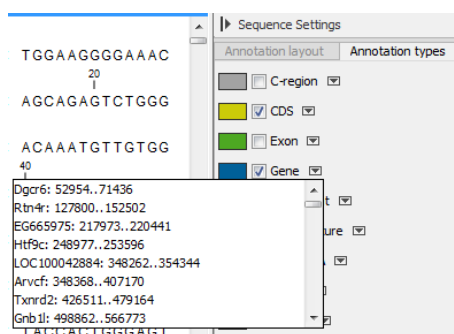 Sequence Settings
Annotation layout Annotation types
TGGAAGGGGAAAC
20
C-region
AGCAGAGTCTGGG
CDS
Exon
ACAAATGTTGTGG
40
Gene
Dgcr6: 52954..71436
Rtn4r: 127800..152502
t
EG665975: 217973..220441
Htf9c: 248977..253596
ure
LOC100042884: 348262..354344
Arvcf: 348368..407170
Txnrd2: 426511..479164
Gnb1l: 498862..566773